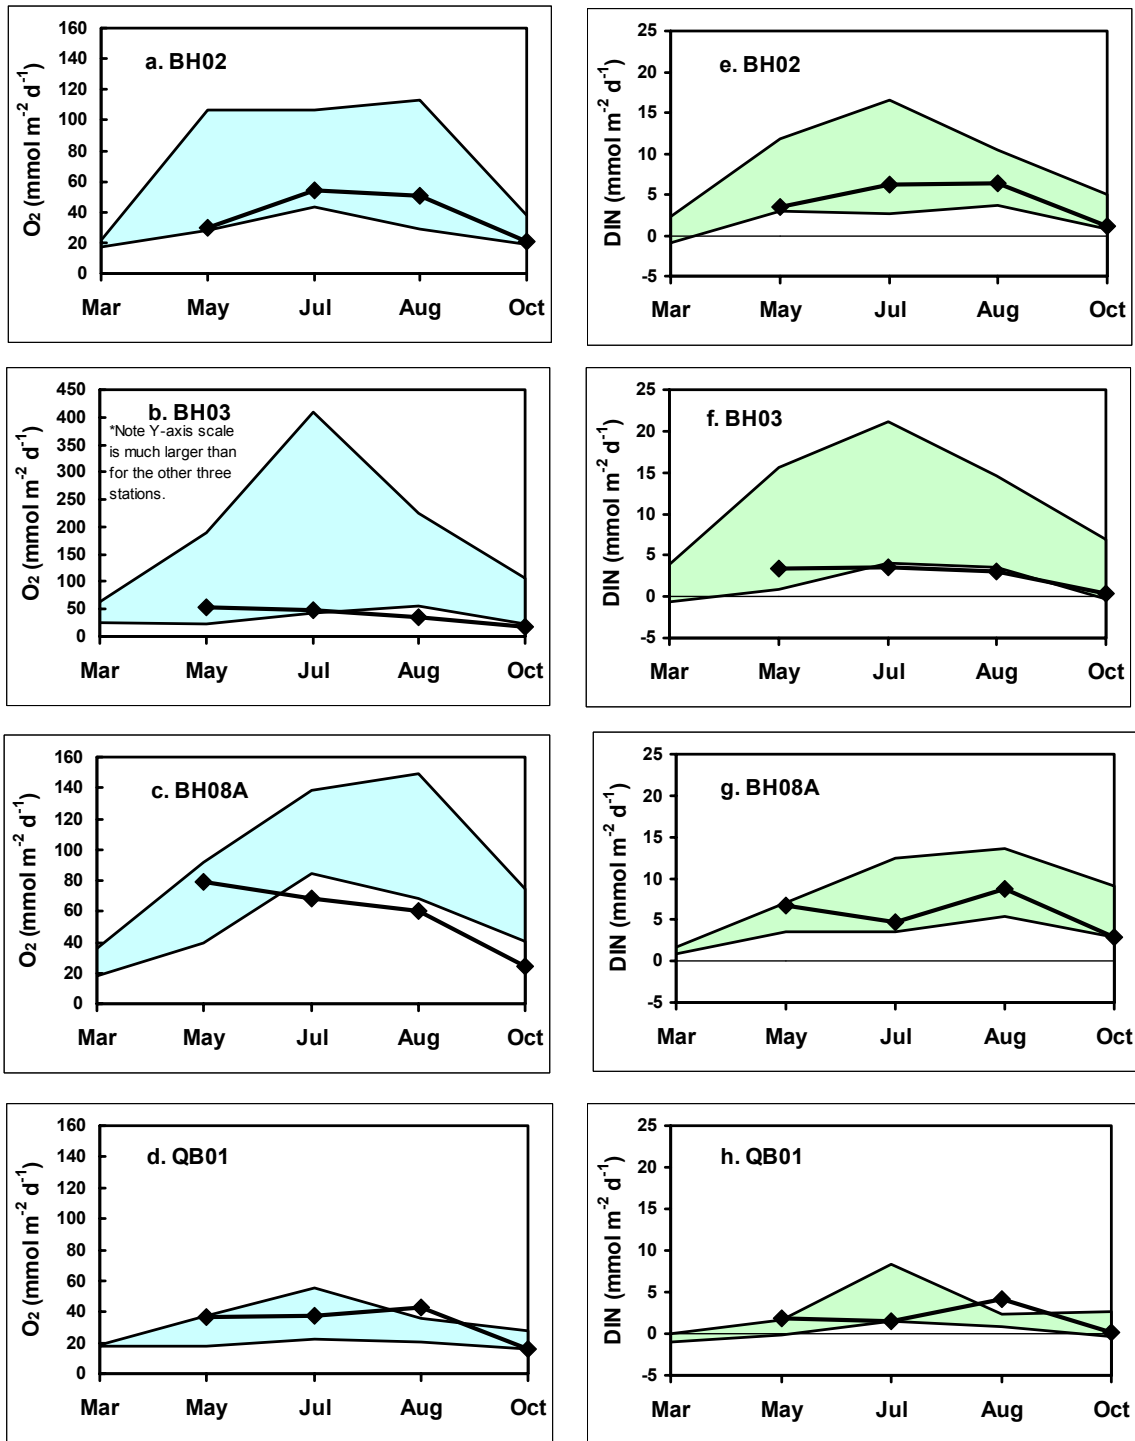 a. BH02
O₂ (mmol m⁻² d⁻¹)
160
140
120
100
80
60
40
20
0
Mar May Jul Aug Oct
e. BH02
DIN (mmol m⁻² d⁻¹)
25
20
15
10
5
0
-5
Mar May Jul Aug Oct
b. BH03
*Note Y-axis scale
is much larger than
for the other three
stations.
O₂ (mmol m⁻² d⁻¹)
450
400
350
300
250
200
150
100
50
0
Mar May Jul Aug Oct
f. BH03
DIN (mmol m⁻² d⁻¹)
25
20
15
10
5
0
-5
Mar May Jul Aug Oct
c. BH08A
O₂ (mmol m⁻² d⁻¹)
160
140
120
100
80
60
40
20
0
Mar May Jul Aug Oct
g. BH08A
DIN (mmol m⁻² d⁻¹)
25
20
15
10
5
0
-5
Mar May Jul Aug Oct
d. QB01
O₂ (mmol m⁻² d⁻¹)
160
140
120
100
80
60
40
20
0
Mar May Jul Aug Oct
h. QB01
DIN (mmol m⁻² d⁻¹)
25
20
15
10
5
0
-5
Mar May Jul Aug Oct